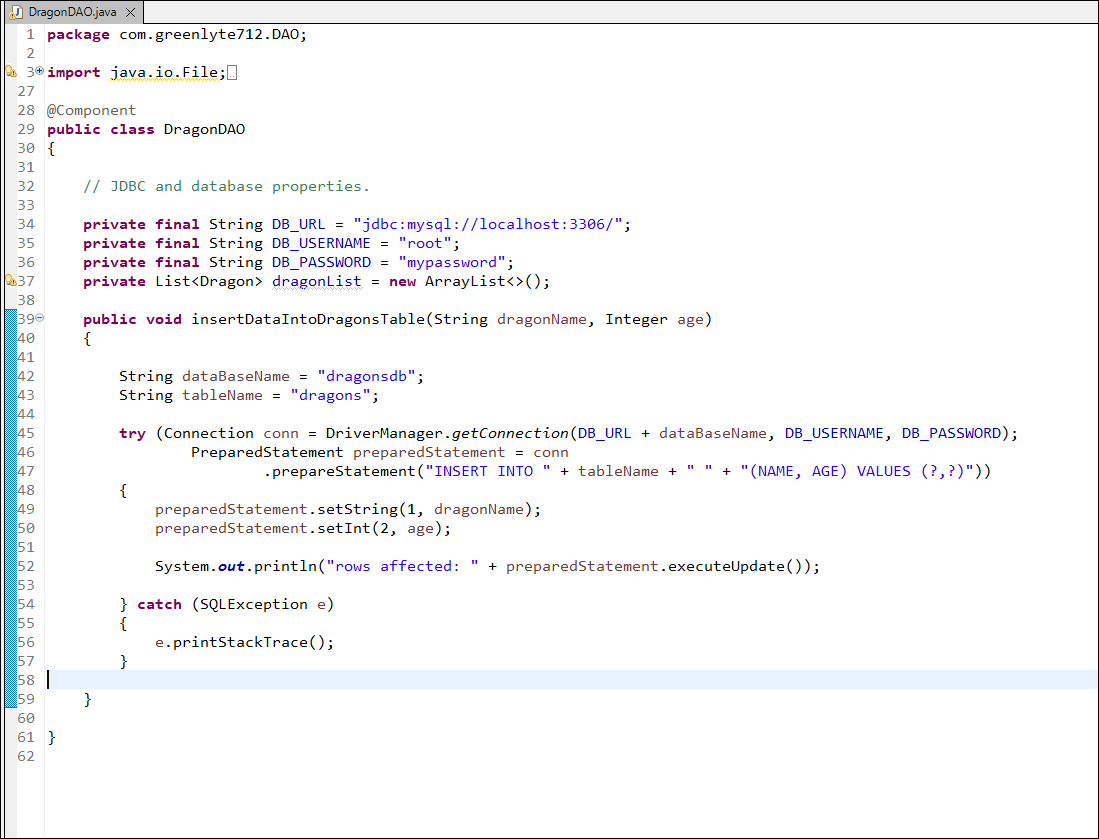 DragonDAO.java
1 package com.greenlyte712.DAO;
2
3 import java.io.File;
27
28 @Component
29 public class DragonDAO
30 {
31
32 // JDBC and database properties.
33
34 private final String DB_URL = "jdbc:mysql://localhost:3306/";
35 private final String DB_USERNAME = "root";
36 private final String DB_PASSWORD = "mypassword";
37 private List<Dragon> dragonList = new ArrayList<>();
38
39 public void insertDataIntoDragonsTable(String dragonName, Integer age)
40 {
41
42 String dataBaseName = "dragonsdb";
43 String tableName = "dragons";
44
45 try (Connection conn = DriverManager.getConnection(DB_URL + dataBaseName, DB_USERNAME, DB_PASSWORD);
46 PreparedStatement preparedStatement = conn
47 .prepareStatement("INSERT INTO " + tableName + " " + "(NAME, AGE) VALUES (?,?)"))
48 {
49 preparedStatement.setString(1, dragonName);
50 preparedStatement.setInt(2, age);
51
52 System.out.println("rows affected: " + preparedStatement.executeUpdate());
53
54 } catch (SQLException e)
55 {
56 e.printStackTrace();
57 }
58
59 }
60
61 }
62